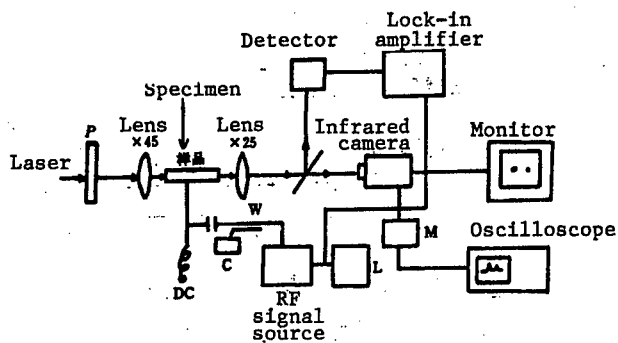 Lock-in
amplifier
Detector
Specimen
P
Lens
×45
样品
Lens
×25
Infrared
camera
Monitor
Laser
W
C
DC
RF
signal
source
L
M
Oscilloscope